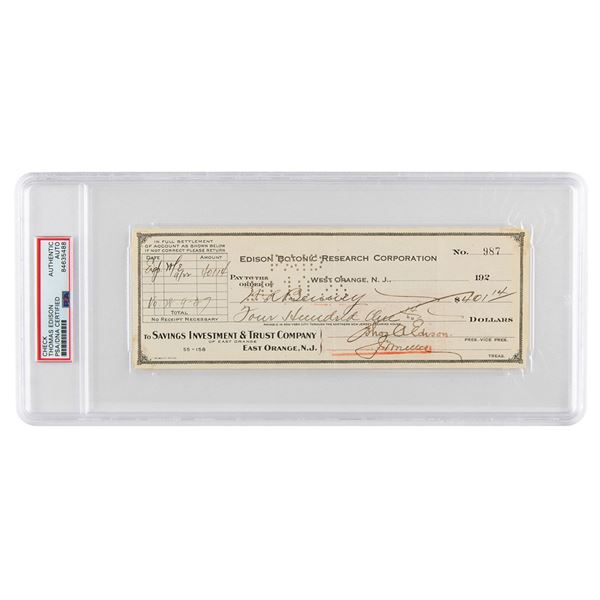 CHECK
THOMAS EDISON
PSA/DNA CERTIFIED
AUTHENTIC
AUTO
84635488
PSA
IN FULL SETTLEMENT
OF ACCOUNT AS SHOWN BELOW
IF NOT CORRECT PLEASE RETURN
DATE AMOUNT
TOTAL
NO RECEIPT NECESSARY
EDISON BOTANIC RESEARCH CORPORATION
No. 987
WEST ORANGE, N. J., 192
PAY TO THE
ORDER OF $401 14
Four Hundred One DOLLARS
TO SAVINGS INVESTMENT & TRUST COMPANY
OF EAST ORANGE
EAST ORANGE, N.J.
55-158
Thos A Edison
PRES. VICE PRES.
TREAS.